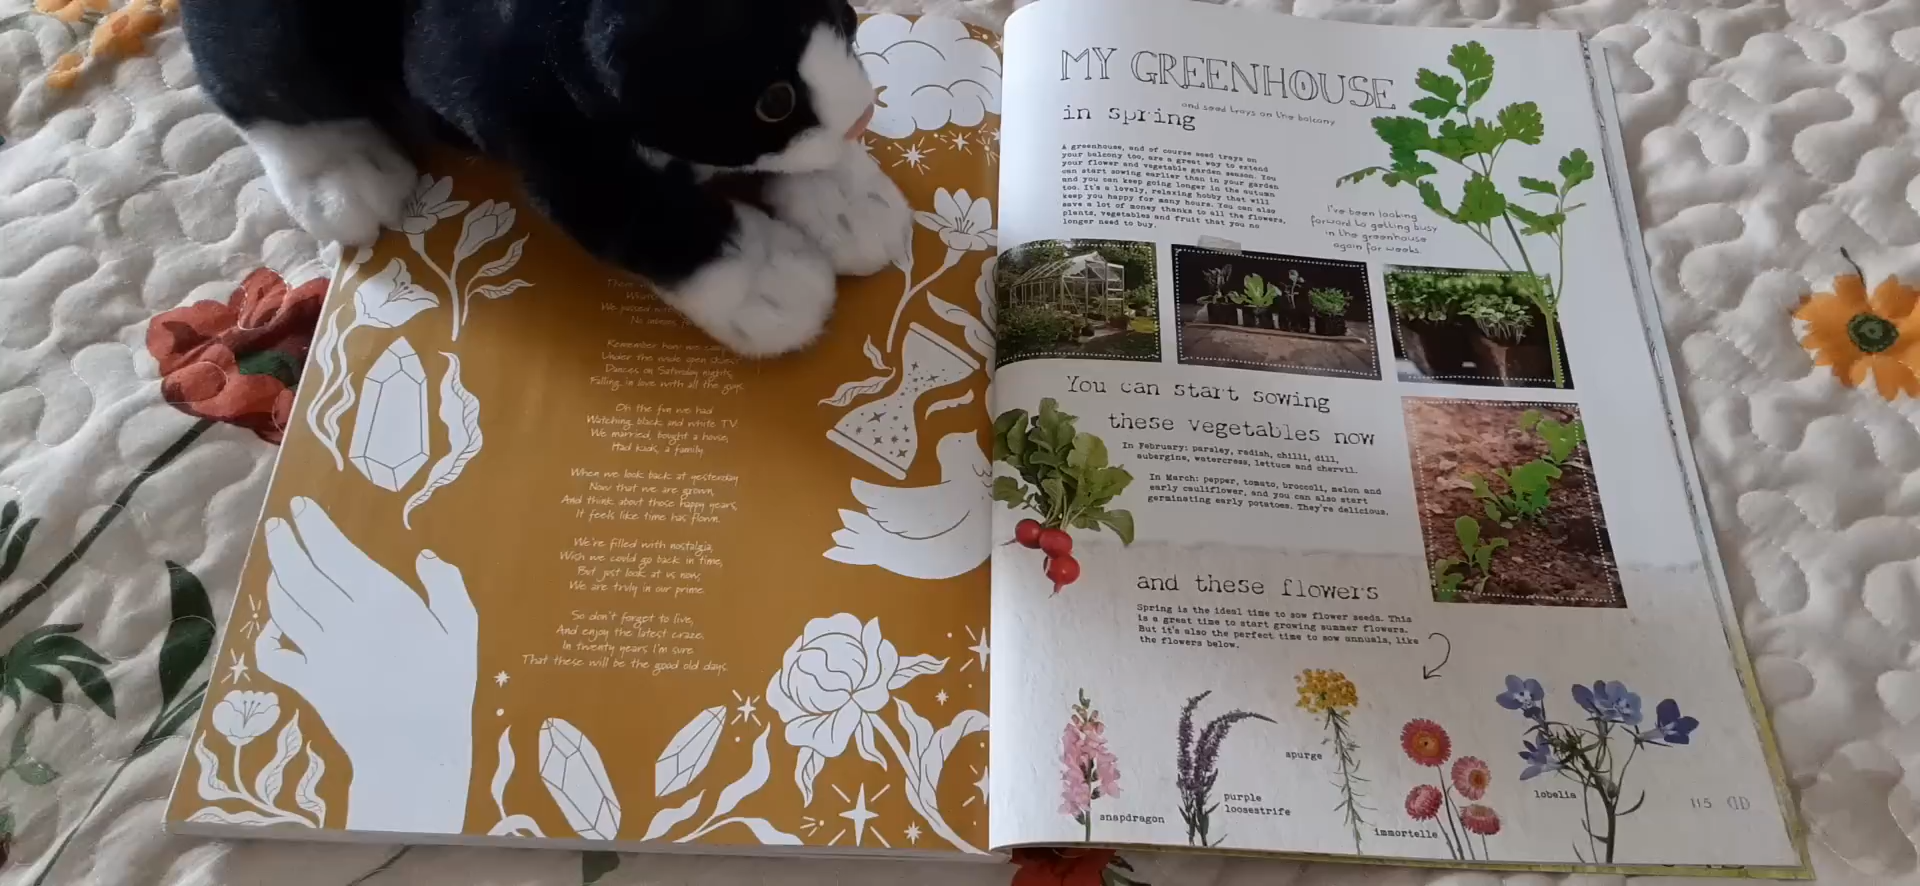 We passed
Remember how we
Under the wide open skies
Dances on Saturday nights,
Falling in love with all the guys.
Oh the fun we had
Watching black and white TV
We married, bought a house,
Had kids, a family.
When we look back at yesterday
Now that we are grown,
And think about those happy years,
It feels like time has flown.
We're filled with nostalgia,
Wish we could go back in time,
But just look at us now,
We are truly in our prime.
So don't forget to live,
And enjoy the latest craze.
In twenty years I'm sure
That these will be the good old days.
MY GREENHOUSE
and seed trays on the balcony
in spring
A greenhouse, and of course seed trays on
your balcony too, are a great way to extend
your flower and vegetable garden season. You
can start sowing earlier than in your garden
and you can keep going longer in the autumn
too. It's a lovely, relaxing hobby that will
keep you happy for many hours. You can also
save a lot of money thanks to all the flowers,
plants, vegetables and fruit that you no
longer need to buy.
I've been looking
forward to getting busy
in the greenhouse
again for weeks.
You can start sowing
these vegetables now
In February: parsley, radish, chilli, dill,
aubergine, watercress, lettuce and chervil.
In March: pepper, tomato, broccoli, melon and
early cauliflower, and you can also start
germinating early potatoes. They're delicious.
and these flowers
Spring is the ideal time to sow flower seeds. This
is a great time to start growing summer flowers.
But it's also the perfect time to sow annuals, like
the flowers below.
snapdragon
purple
loosestrife
spurge
immortelle
lobelia
115